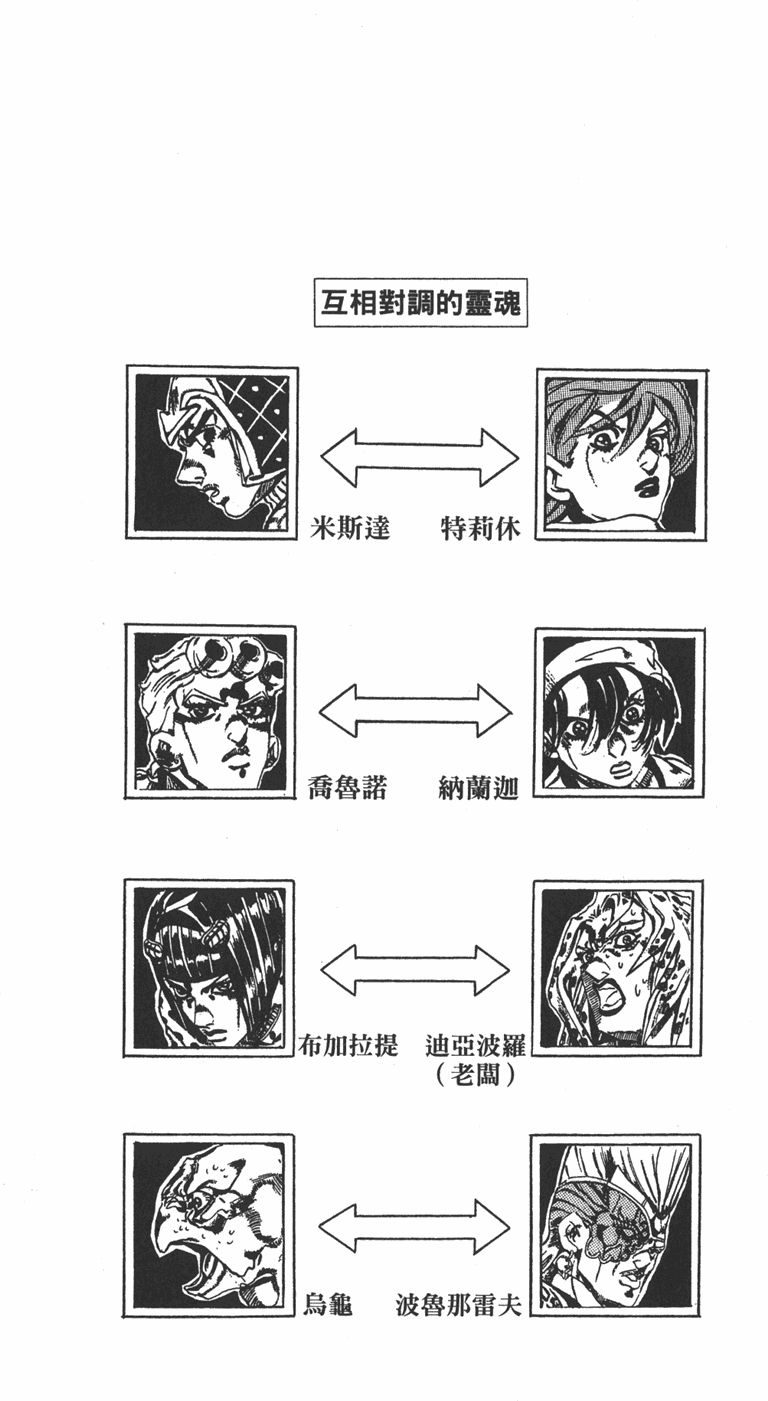 互相對調的靈魂
米斯達 特莉休
喬魯諾 納蘭迦
布加拉提 迪亞波羅
（老闆）
烏龜 波魯那雷夫